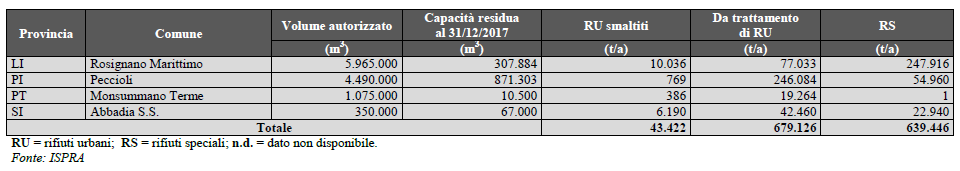 Provincia Comune Volume autorizzato Capacità residua al 31/12/2017 RU smaltiti Da trattamento di RU RS
(m³) (m³) (t/a) (t/a) (t/a)
LI Rosignano Marittimo 5.965.000 307.884 10.036 77.033 247.916
PI Peccioli 4.490.000 871.303 769 246.084 54.960
PT Monsummano Terme 1.075.000 10.500 386 19.264 1
SI Abbadia S.S. 350.000 67.000 6.190 42.460 22.940
Totale 43.422 679.126 639.446
RU = rifiuti urbani; RS = rifiuti speciali; n.d. = dato non disponibile.
Fonte: ISPRA